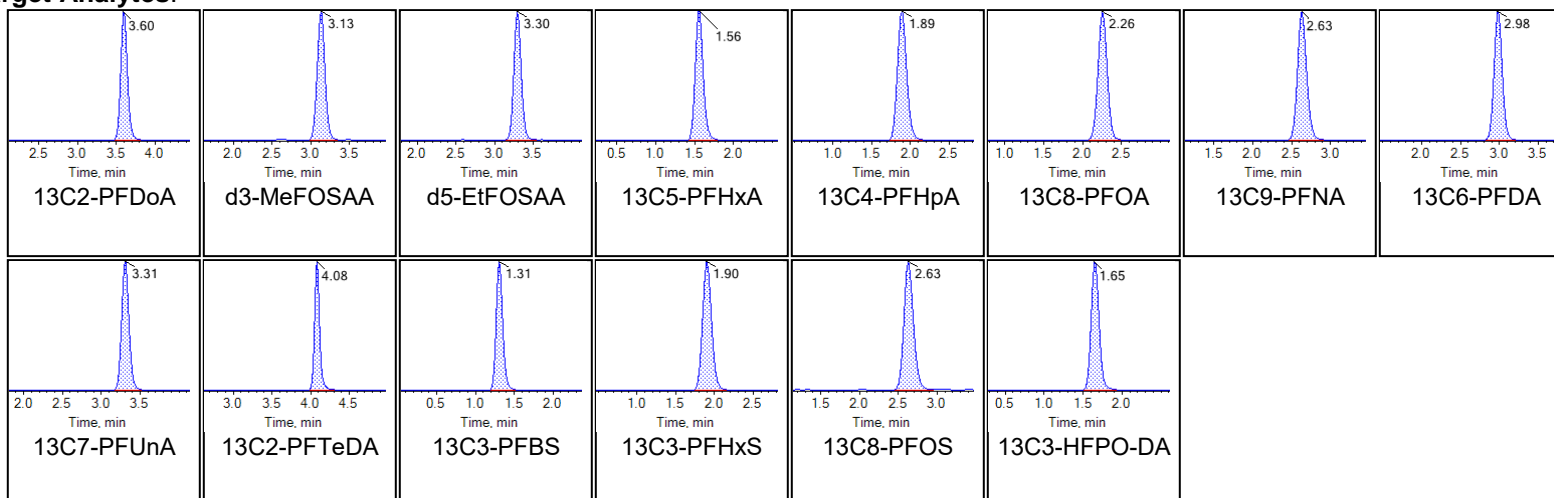 rget Analytes:
3.60 3.13 3.30 1.56 1.89 2.26 2.63 2.98
2.5 3.0 3.5 4.0 2.0 2.5 3.0 3.5 2.0 2.5 3.0 3.5 0.5 1.0 1.5 2.0 1.0 1.5 2.0 2.5 1.0 1.5 2.0 2.5 1.5 2.0 2.5 3.0 2.0 2.5 3.0 3.5
Time, min Time, min Time, min Time, min Time, min Time, min Time, min Time, min
13C2-PFDoA d3-MeFOSAA d5-EtFOSAA 13C5-PFHxA 13C4-PFHpA 13C8-PFOA 13C9-PFNA 13C6-PFDA
3.31 4.08 1.31 1.90 2.63 1.65
2.0 2.5 3.0 3.5 3.0 3.5 4.0 4.5 0.5 1.0 1.5 2.0 1.0 1.5 2.0 2.5 1.5 2.0 2.5 3.0 0.5 1.0 1.5 2.0
Time, min Time, min Time, min Time, min Time, min Time, min
13C7-PFUnA 13C2-PFTeDA 13C3-PFBS 13C3-PFHxS 13C8-PFOS 13C3-HFPO-DA